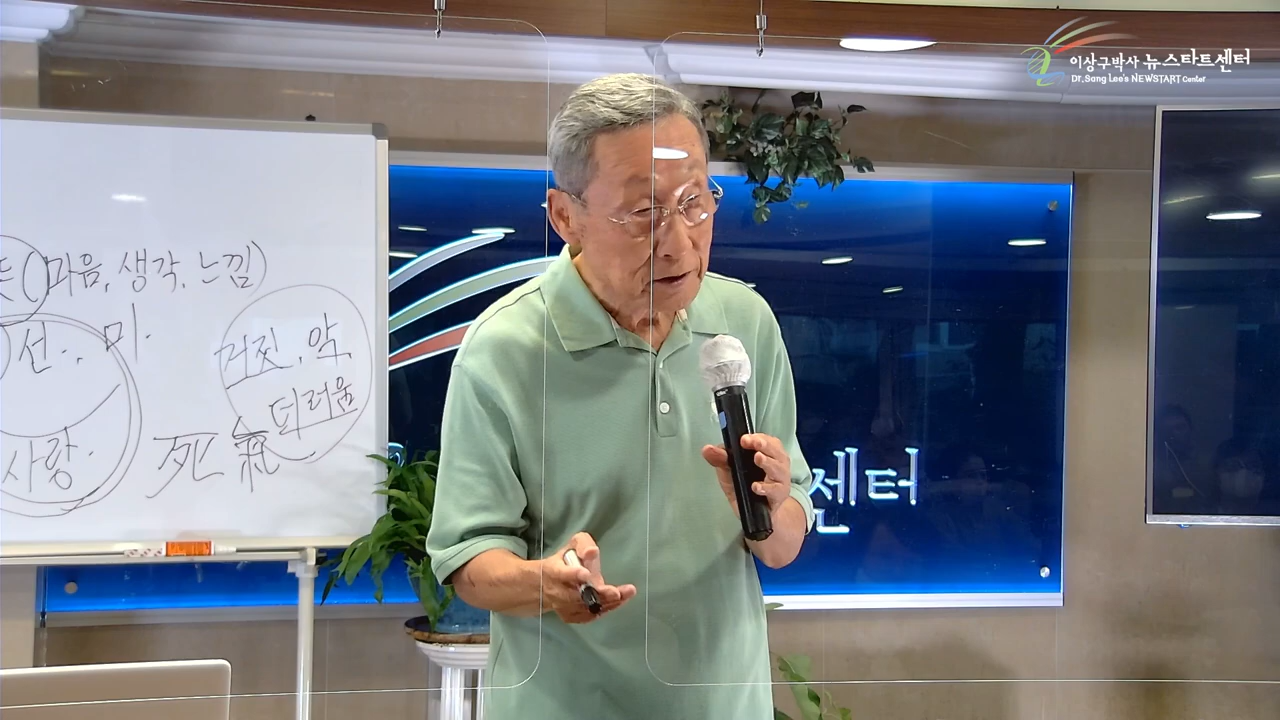 이상구박사 뉴스타트센터
Dr. Sang Lee's NEWSTART Center
(마음, 생각, 느낌)
선., 미.
거짓, 악,
더러움
사랑.
死氣
센터